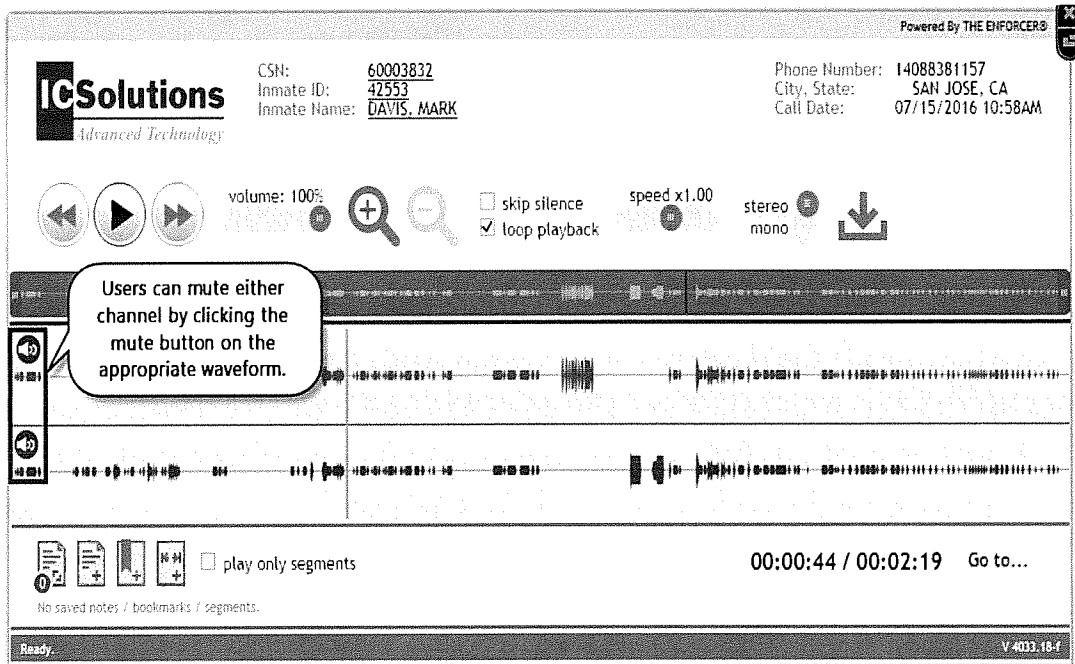 Powered By THE ENFORCER®
ICSolutions
Advanced Technology
CSN: 60003832
Inmate ID: 42553
Inmate Name: DAVIS, MARK
Phone Number: 14088381157
City, State: SAN JOSE, CA
Call Date: 07/15/2016 10:58AM
volume: 100%
skip silence
loop playback
speed x1.00
stereo
mono
Users can mute either
channel by clicking the
mute button on the
appropriate waveform.
0
play only segments
00:00:44 / 00:02:19 Go to...
No saved notes / bookmarks / segments.
Ready. V 4033.18-f